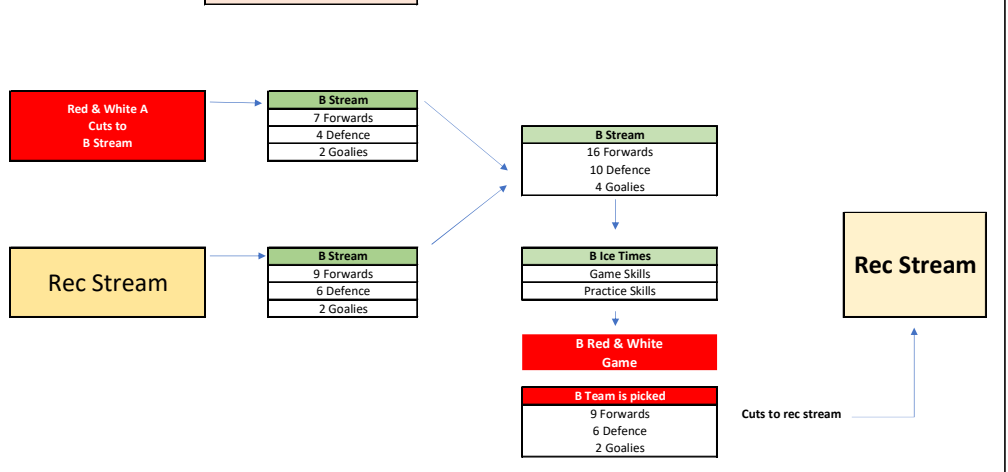 Red & White A
Cuts to
B Stream
B Stream
7 Forwards
4 Defence
2 Goalies
B Stream
16 Forwards
10 Defence
4 Goalies
Rec Stream
B Stream
9 Forwards
6 Defence
2 Goalies
B Ice Times
Game Skills
Practice Skills
Rec Stream
B Red & White
Game
B Team is picked
9 Forwards
6 Defence
2 Goalies
Cuts to rec stream